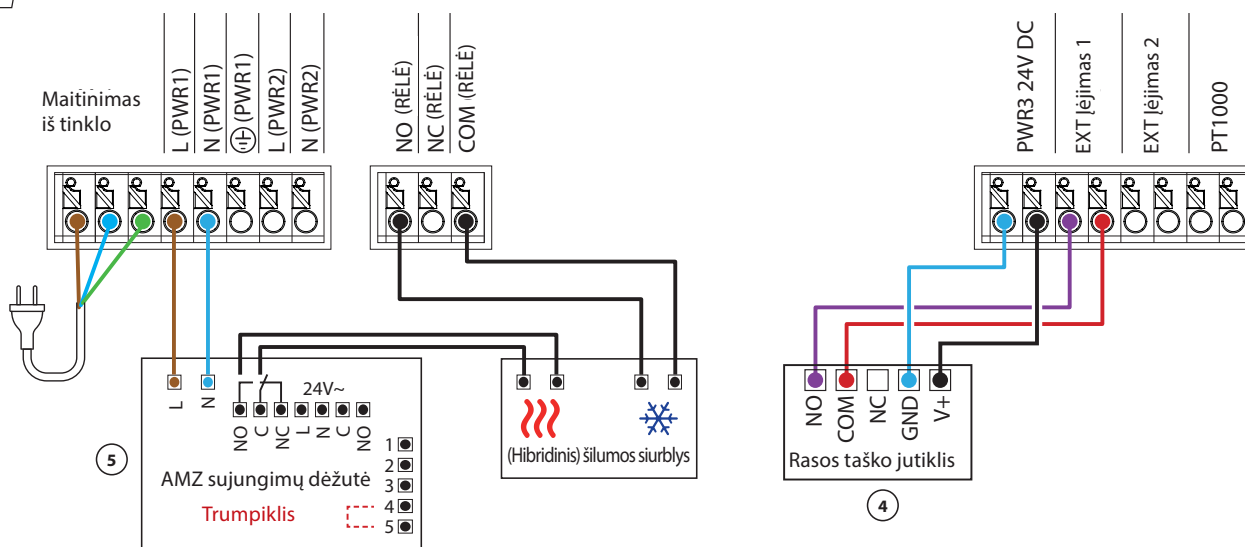 Maitinimas
iš tinklo
L (PWR1)
N (PWR1)
(PWR1)
L (PWR2)
N (PWR2)
NO (RĖLĖ)
NC (RĖLĖ)
COM (RĖLĖ)
PWR3 24V DC
EXT Įėjimas 1
EXT Įėjimas 2
PT1000
L
N
24V~
NO
C
NC
L
N
C
NO
1
2
3
4
5
AMZ sujungimų dėžutė
Trumpiklis
5
(Hibridinis) šilumos siurblys
NO
COM
NC
GND
V+
Rasos taško jutiklis
4